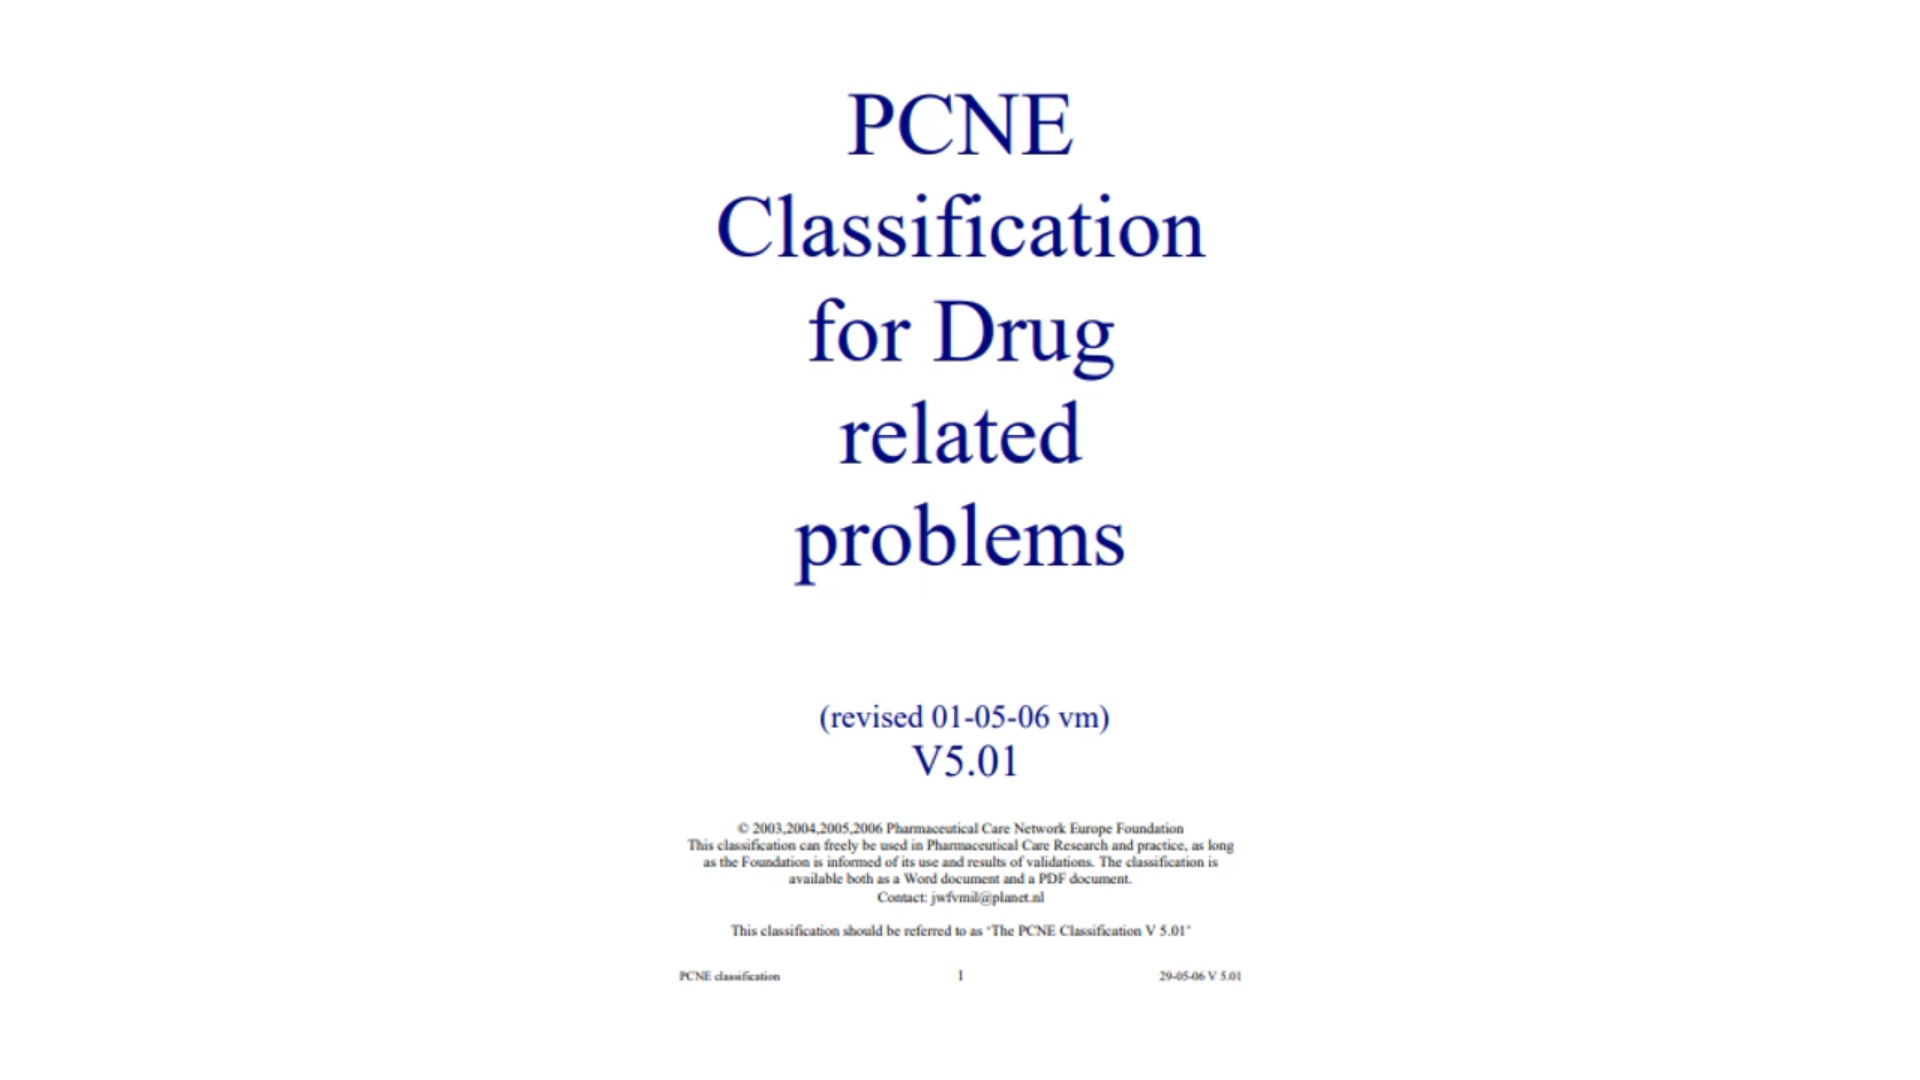 PCNE
Classification
for Drug
related
problems
(revised 01-05-06 vm)
V5.01
© 2003,2004,2005,2006 Pharmaceutical Care Network Europe Foundation
This classification can freely be used in Pharmaceutical Care Research and practice, as long
as the Foundation is informed of its use and results of validations. The classification is
available both as a Word document and a PDF document.
Contact: jwfvmil@planet.nl
This classification should be referred to as ‘The PCNE Classification V 5.01’
PCNE classification 1 29-05-06 V 5.01